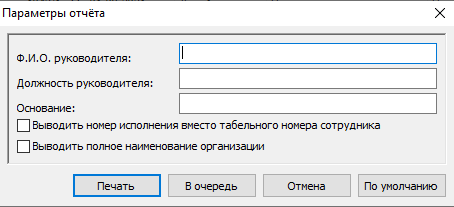 Параметры отчёта
Ф.И.О. руководителя:
Должность руководителя:
Основание:
Выводить номер исполнения вместо табельного номера сотрудника
Выводить полное наименование организации
Печать В очередь Отмена По умолчанию